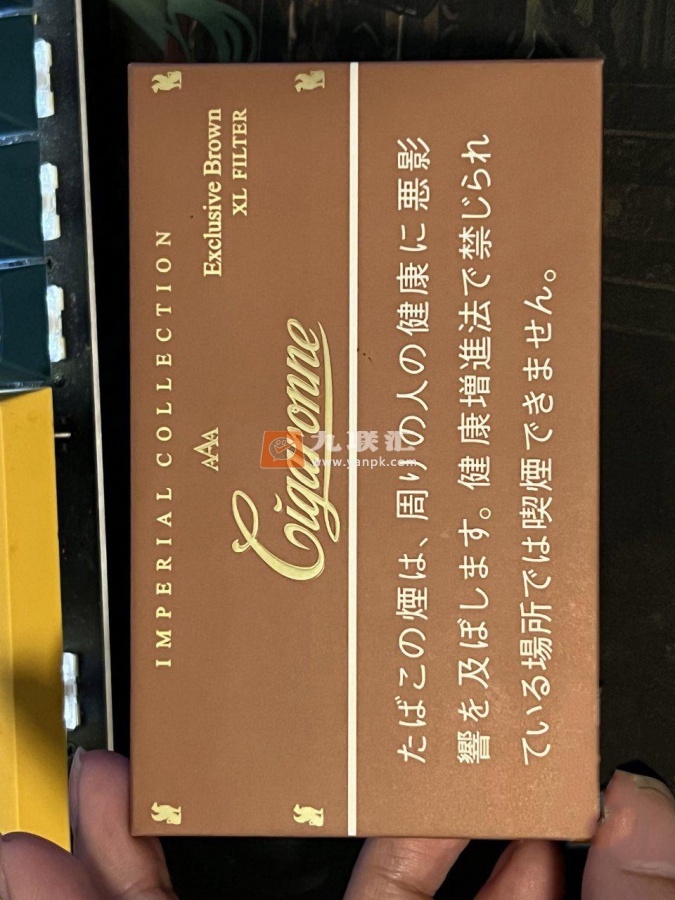 IMPERIAL COLLECTION
AAA
Exclusive Brown
XL FILTER
Cigaronne
九联汇
www.yanpk.com
たばこの煙は、周りの人の健康に悪影
響を及ぼします。健康増進法で禁じられ
ている場所では喫煙できません。